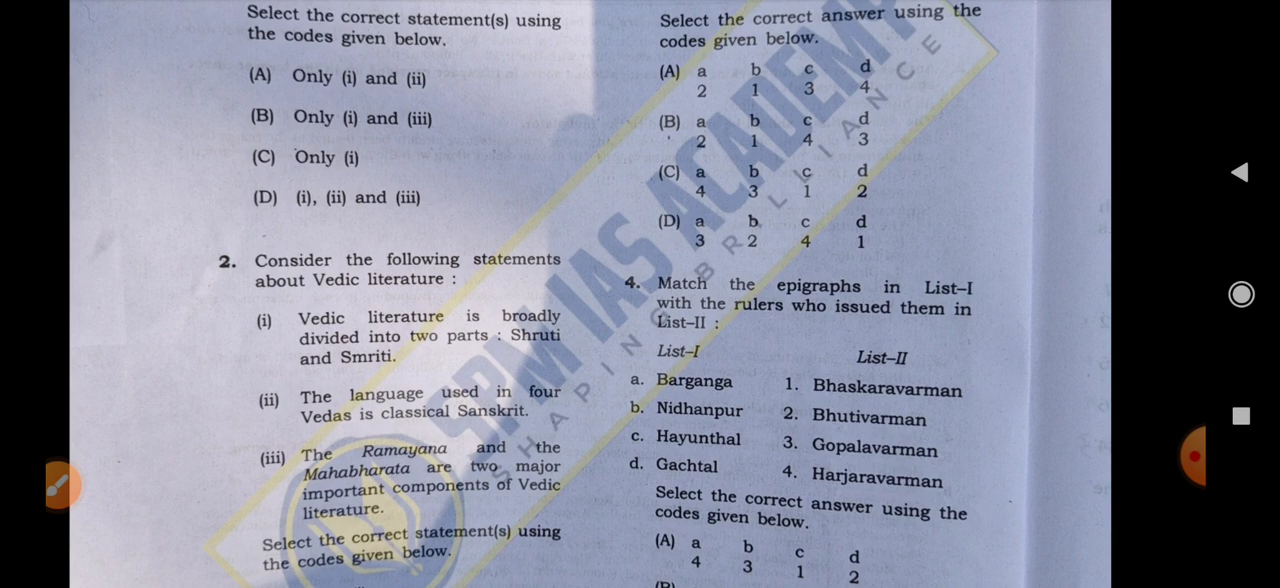 Select the correct statement(s) using
the codes given below.
(A) Only (i) and (ii)
(B) Only (i) and (iii)
(C) Only (i)
(D) (i), (ii) and (iii)
2. Consider the following statements
about Vedic literature :
(i) Vedic literature is broadly
divided into two parts : Shruti
and Smriti.
(ii) The language used in four
Vedas is classical Sanskrit.
(iii) The Ramayana and the
Mahabharata are two major
important components of Vedic
literature.
Select the correct statement(s) using
the codes given below.
Select the correct answer using the
codes given below.
(A) a b c d
2 1 3 4
(B) a b c d
2 1 4 3
(C) a b c d
4 3 1 2
(D) a b c d
3 2 4 1
4. Match the epigraphs in List–I
with the rulers who issued them in
List–II :
List–I List–II
a. Barganga 1. Bhaskaravarman
b. Nidhanpur 2. Bhutivarman
c. Hayunthal 3. Gopalavarman
d. Gachtal 4. Harjaravarman
Select the correct answer using the
codes given below.
(A) a b c d
4 3 1 2
SPM IAS ACADEMY
SHAPING BRILLIANCE